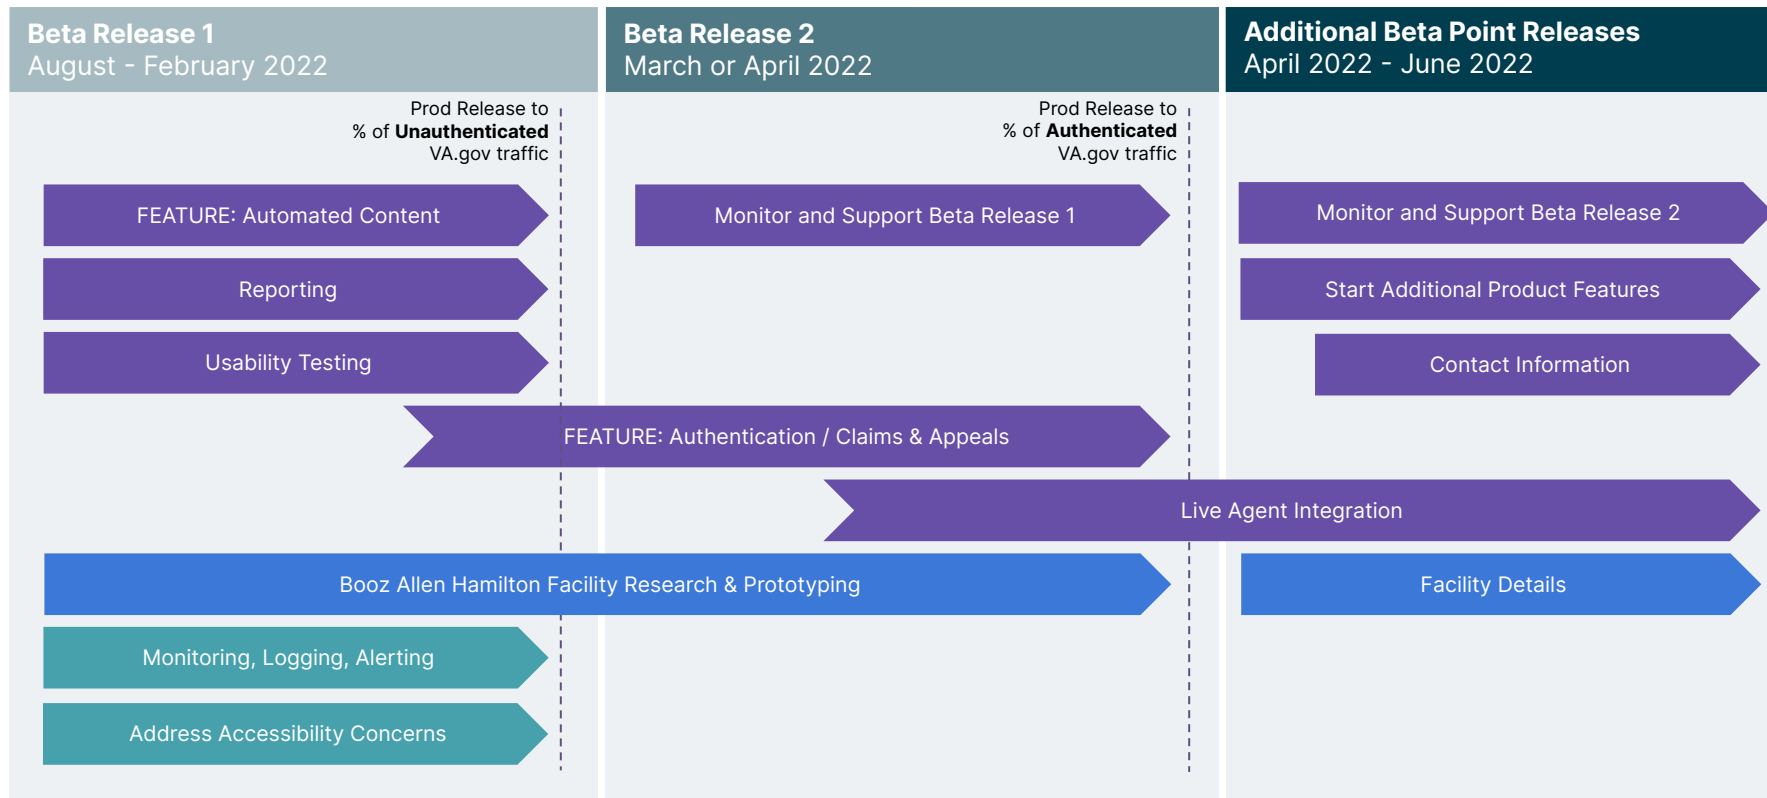 Beta Release 1
August - February 2022
Beta Release 2
March or April 2022
Additional Beta Point Releases
April 2022 - June 2022
Prod Release to
% of Unauthenticated
VA.gov traffic
Prod Release to
% of Authenticated
VA.gov traffic
FEATURE: Automated Content
Monitor and Support Beta Release 1
Monitor and Support Beta Release 2
Reporting
Start Additional Product Features
Usability Testing
Contact Information
FEATURE: Authentication / Claims & Appeals
Live Agent Integration
Booz Allen Hamilton Facility Research & Prototyping
Facility Details
Monitoring, Logging, Alerting
Address Accessibility Concerns